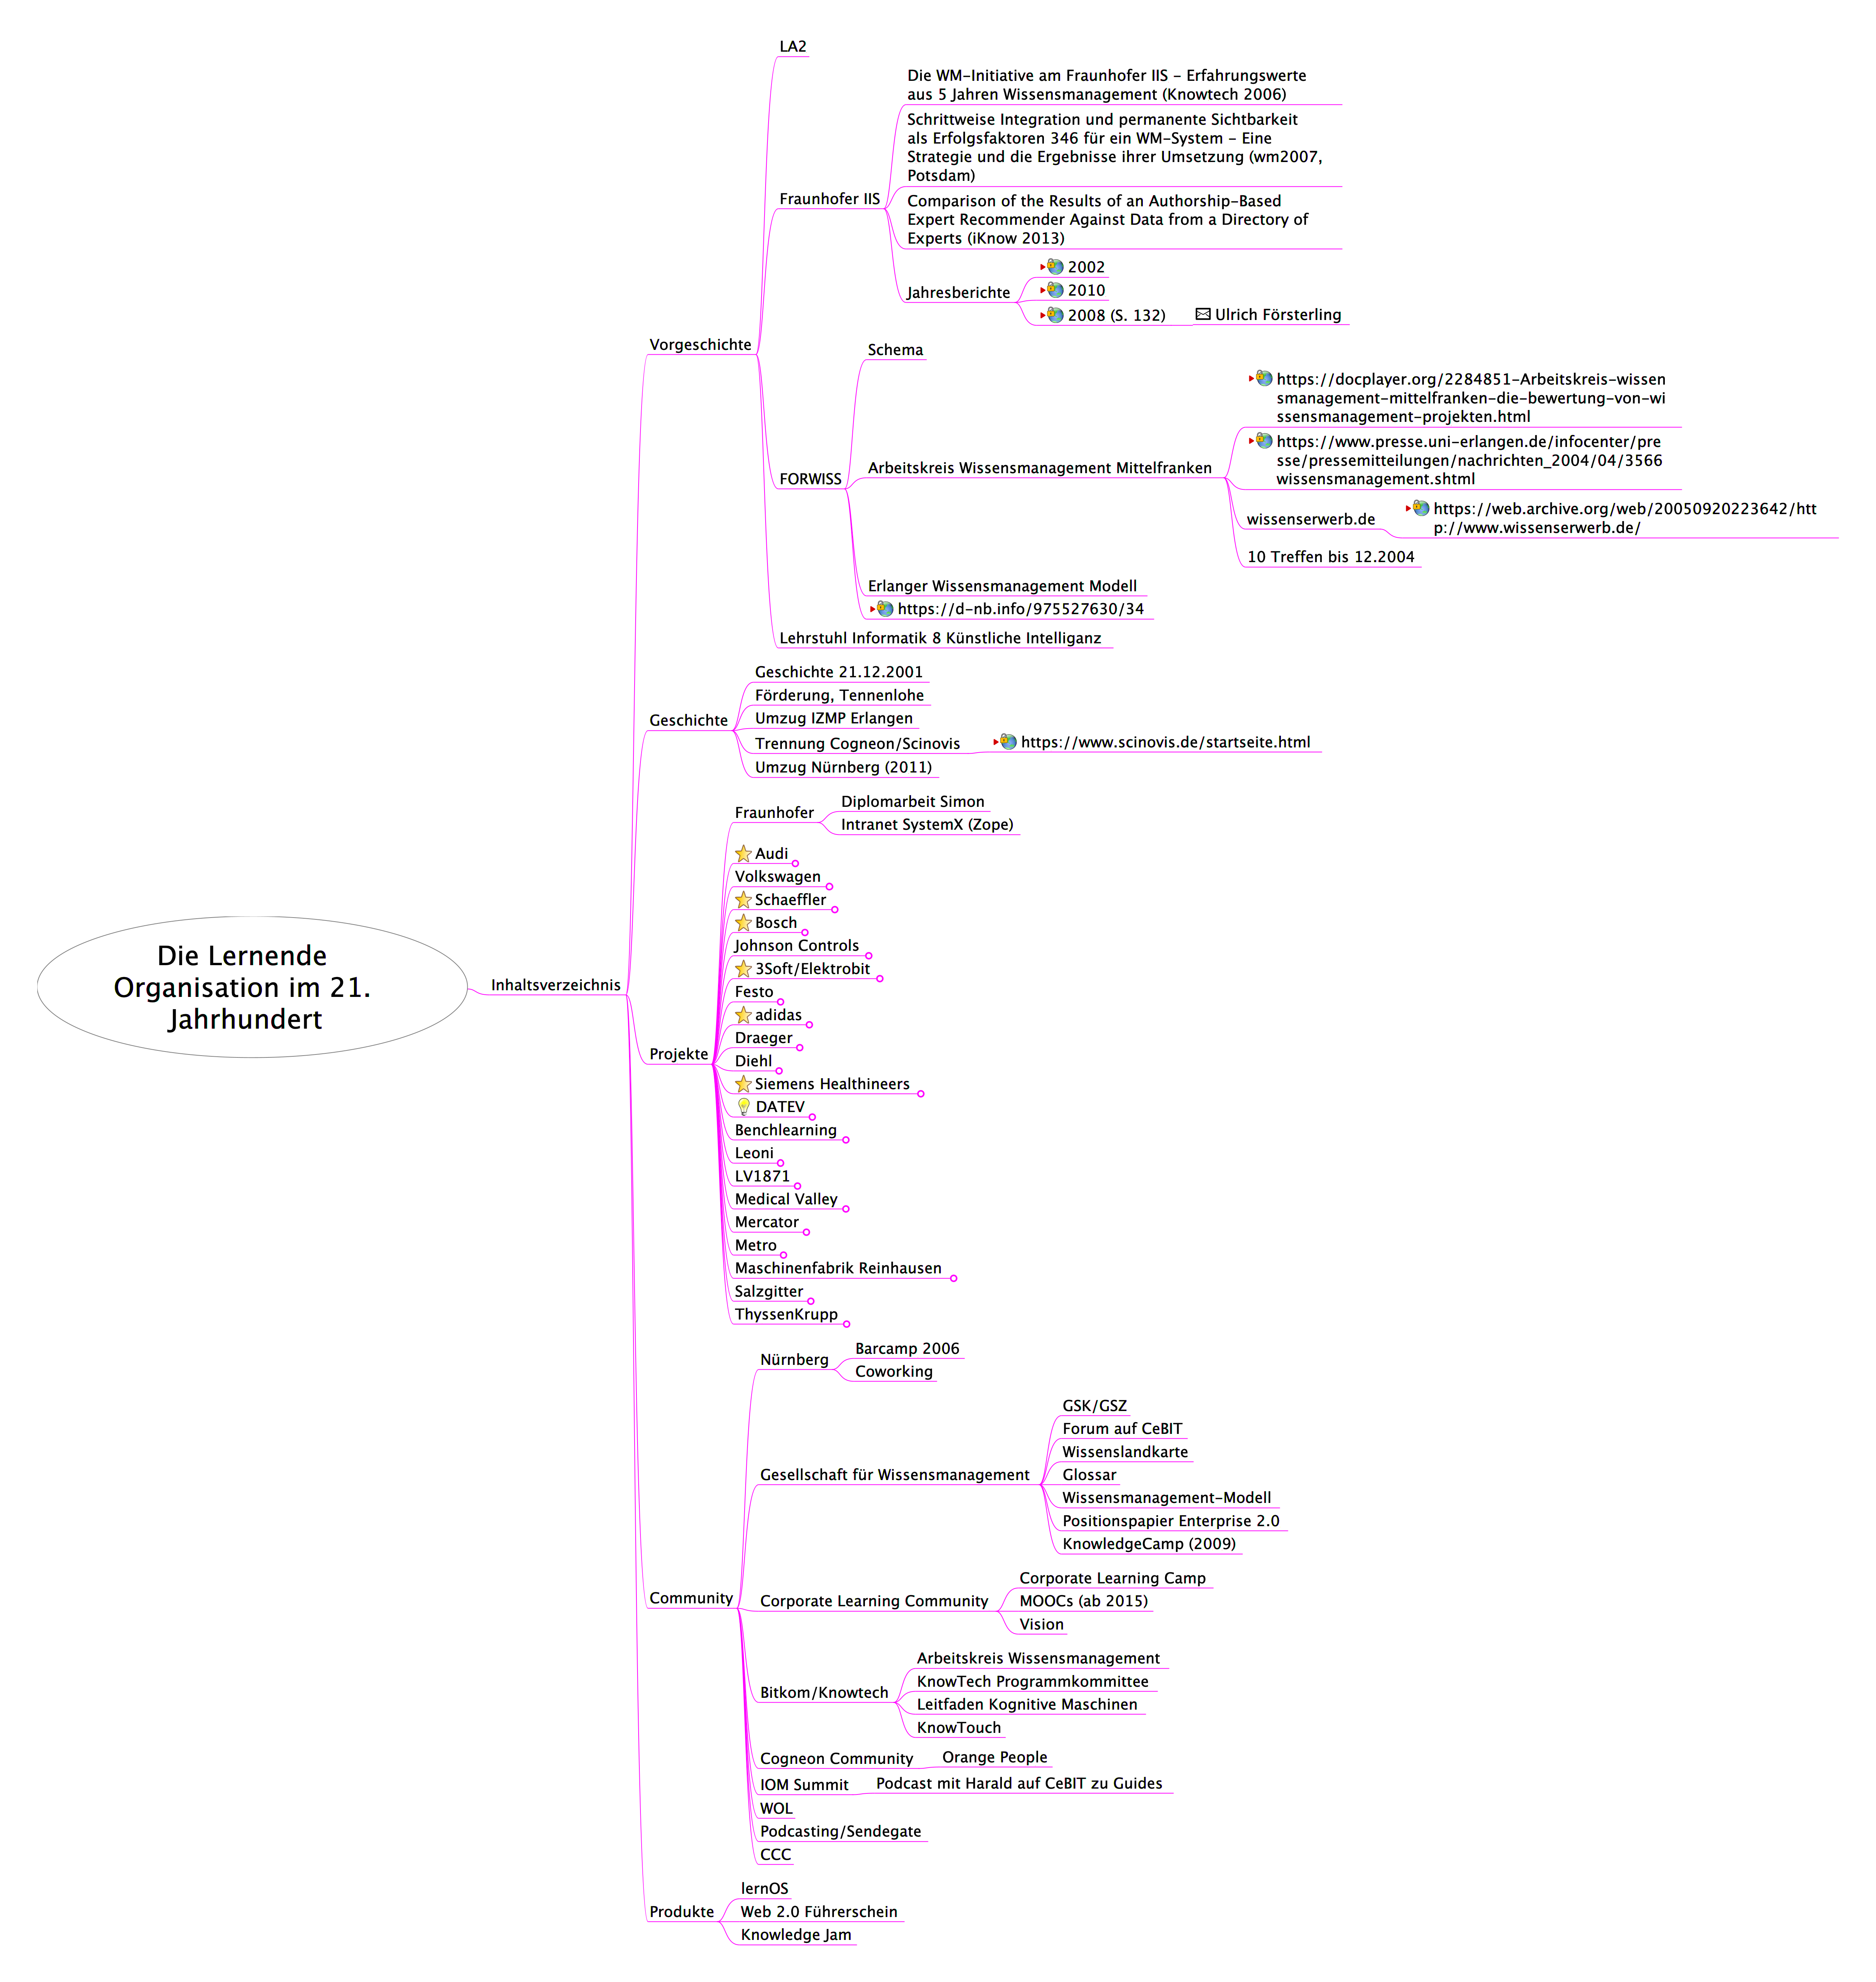 Die Lernende
Organisation im 21.
Jahrhundert
Inhaltsverzeichnis
Vorgeschichte
LA2
Fraunhofer IIS
Die WM-Initiative am Fraunhofer IIS - Erfahrungswerte
aus 5 Jahren Wissensmanagement (Knowtech 2006)
Schrittweise Integration und permanente Sichtbarkeit
als Erfolgsfaktoren 346 für ein WM-System - Eine
Strategie und die Ergebnisse ihrer Umsetzung (wm2007,
Potsdam)
Comparison of the Results of an Authorship-Based
Expert Recommender Against Data from a Directory of
Experts (iKnow 2013)
Jahresberichte
2002
2010
2008 (S. 132)
Ulrich Försterling
FORWISS
Schema
Arbeitskreis Wissensmanagement Mittelfranken
https://docplayer.org/2284851-Arbeitskreis-wissen
smanagement-mittelfranken-die-bewertung-von-wi
ssensmanagement-projekten.html
https://www.presse.uni-erlangen.de/infocenter/pre
sse/pressemitteilungen/nachrichten_2004/04/3566
wissensmanagement.shtml
wissenserwerb.de
https://web.archive.org/web/20050920223642/htt
p://www.wissenserwerb.de/
10 Treffen bis 12.2004
Erlanger Wissensmanagement Modell
https://d-nb.info/975527630/34
Lehrstuhl Informatik 8 Künstliche Intelliganz
Geschichte
Geschichte 21.12.2001
Förderung, Tennenlohe
Umzug IZMP Erlangen
Trennung Cogneon/Scinovis
https://www.scinovis.de/startseite.html
Umzug Nürnberg (2011)
Projekte
Fraunhofer
Diplomarbeit Simon
Intranet SystemX (Zope)
Audi
Volkswagen
Schaeffler
Bosch
Johnson Controls
3Soft/Elektrobit
Festo
adidas
Draeger
Diehl
Siemens Healthineers
DATEV
Benchlearning
Leoni
LV1871
Medical Valley
Mercator
Metro
Maschinenfabrik Reinhausen
Salzgitter
ThyssenKrupp
Community
Nürnberg
Barcamp 2006
Coworking
Gesellschaft für Wissensmanagement
GSK/GSZ
Forum auf CeBIT
Wissenslandkarte
Glossar
Wissensmanagement-Modell
Positionspapier Enterprise 2.0
KnowledgeCamp (2009)
Corporate Learning Community
Corporate Learning Camp
MOOCs (ab 2015)
Vision
Bitkom/Knowtech
Arbeitskreis Wissensmanagement
KnowTech Programmkommittee
Leitfaden Kognitive Maschinen
KnowTouch
Cogneon Community
Orange People
IOM Summit
Podcast mit Harald auf CeBIT zu Guides
WOL
Podcasting/Sendegate
CCC
Produkte
lernOS
Web 2.0 Führerschein
Knowledge Jam